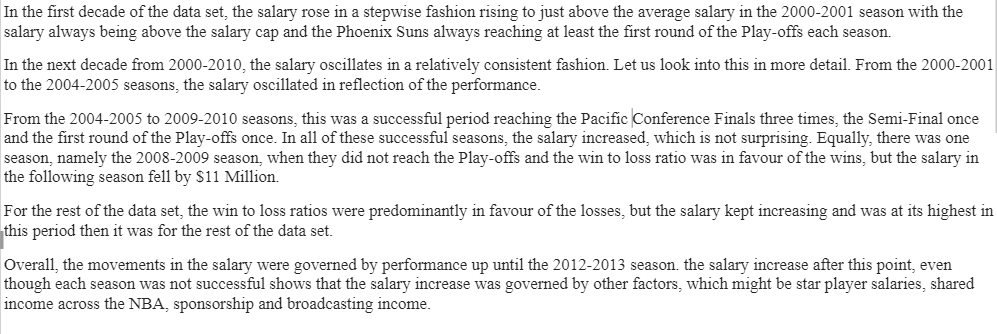 In the first decade of the data set, the salary rose in a stepwise fashion rising to just above the average salary in the 2000-2001 season with the
salary always being above the salary cap and the Phoenix Suns always reaching at least the first round of the Play-offs each season.
In the next decade from 2000-2010, the salary oscillates in a relatively consistent fashion. Let us look into this in more detail. From the 2000-2001
to the 2004-2005 seasons, the salary oscillated in reflection of the performance.
From the 2004-2005 to 2009-2010 seasons, this was a successful period reaching the Pacific Conference Finals three times, the Semi-Final once
and the first round of the Play-offs once. In all of these successful seasons, the salary increased, which is not surprising. Equally, there was one
season, namely the 2008-2009 season, when they did not reach the Play-offs and the win to loss ratio was in favour of the wins, but the salary in
the following season fell by $11 Million.
For the rest of the data set, the win to loss ratios were predominantly in favour of the losses, but the salary kept increasing and was at its highest in
this period then it was for the rest of the data set.
Overall, the movements in the salary were governed by performance up until the 2012-2013 season. the salary increase after this point, even
though each season was not successful shows that the salary increase was governed by other factors, which might be star player salaries, shared
income across the NBA, sponsorship and broadcasting income.